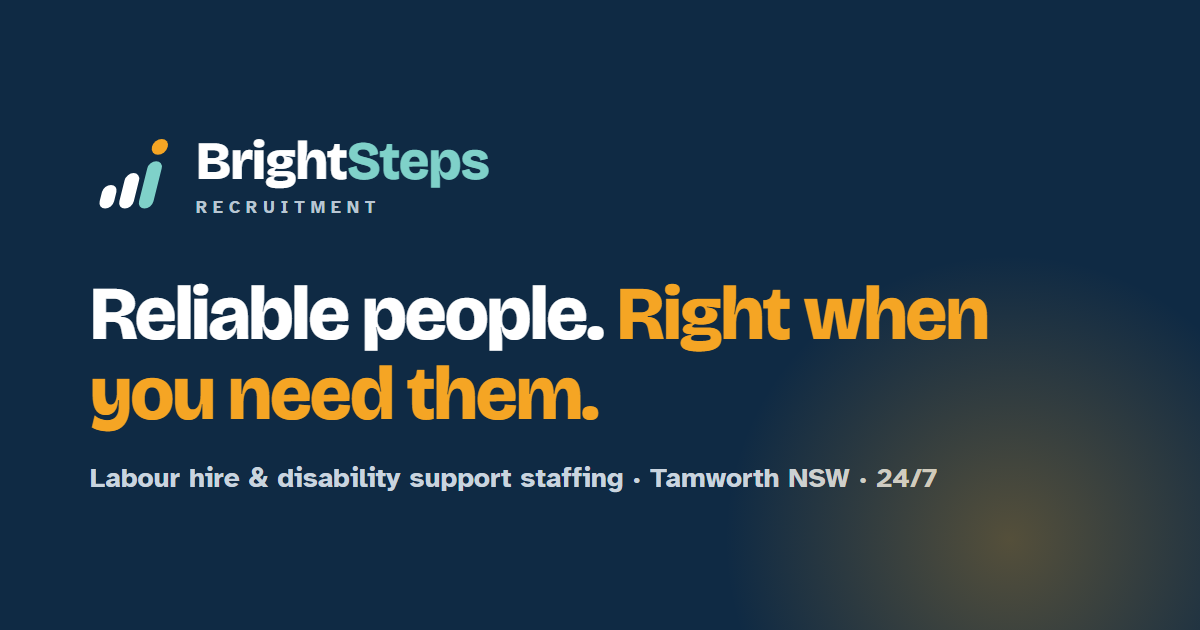 BrightSteps
RECRUITMENT
Reliable people. Right when
you need them.
Labour hire & disability support staffing · Tamworth NSW · 24/7